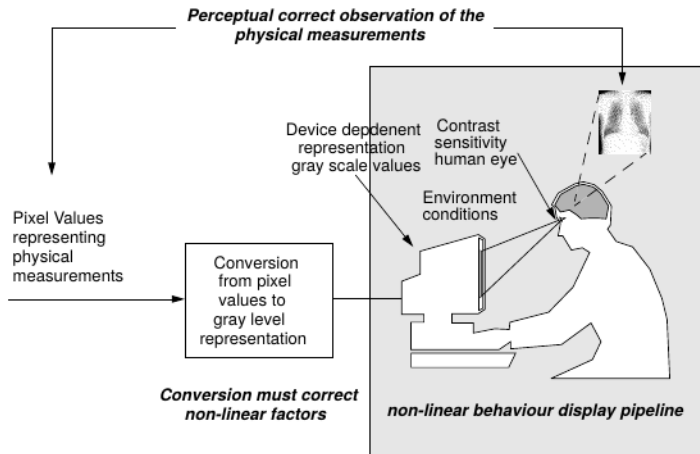 Perceptual correct observation of the
physical measurements
Device depdenent
representation
gray scale values
Contrast
sensitivity
human eye
Environment
conditions
Pixel Values
representing
physical
measurements
Conversion
from pixel
values to
gray level
representation
Conversion must correct
non-linear factors
non-linear behaviour display pipeline